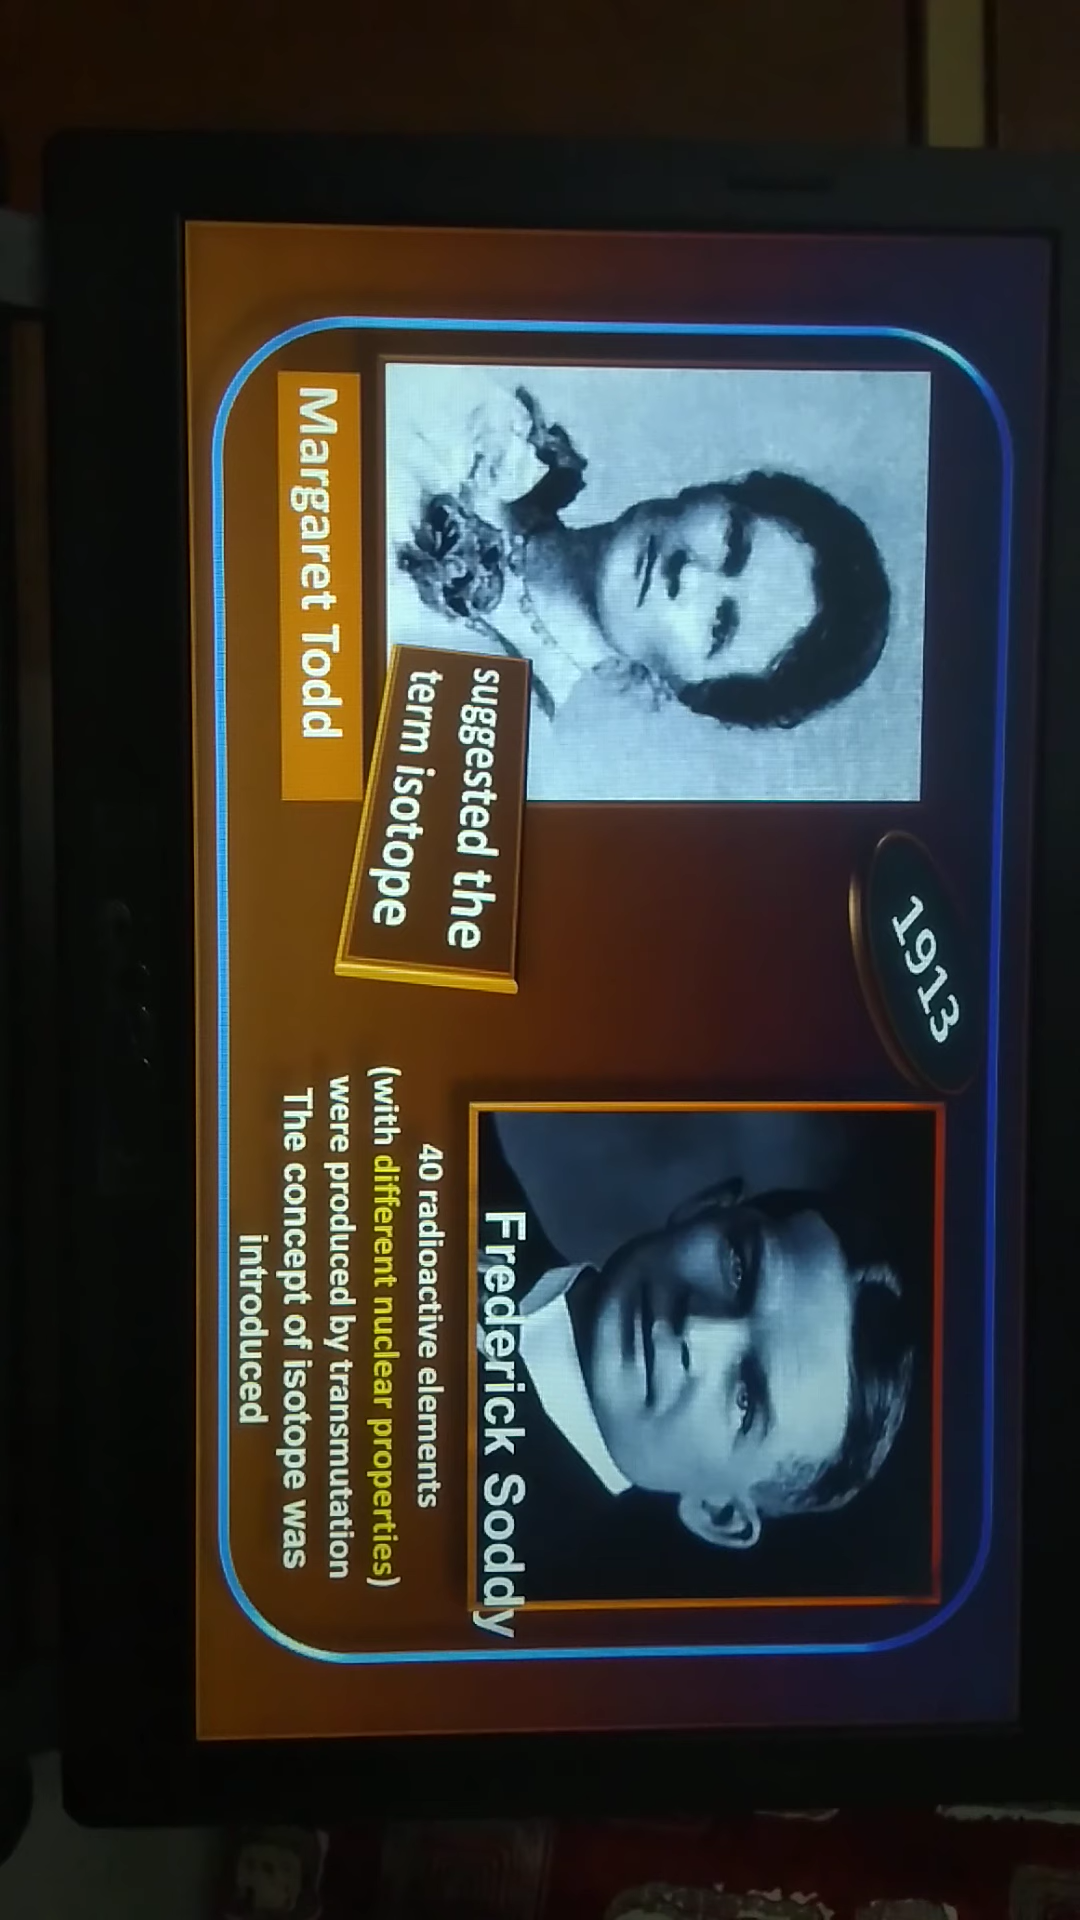 1913
suggested the
term isotope
Margaret Todd
Frederick Soddy
40 radioactive elements
(with different nuclear properties)
were produced by transmutation
The concept of isotope was
introduced